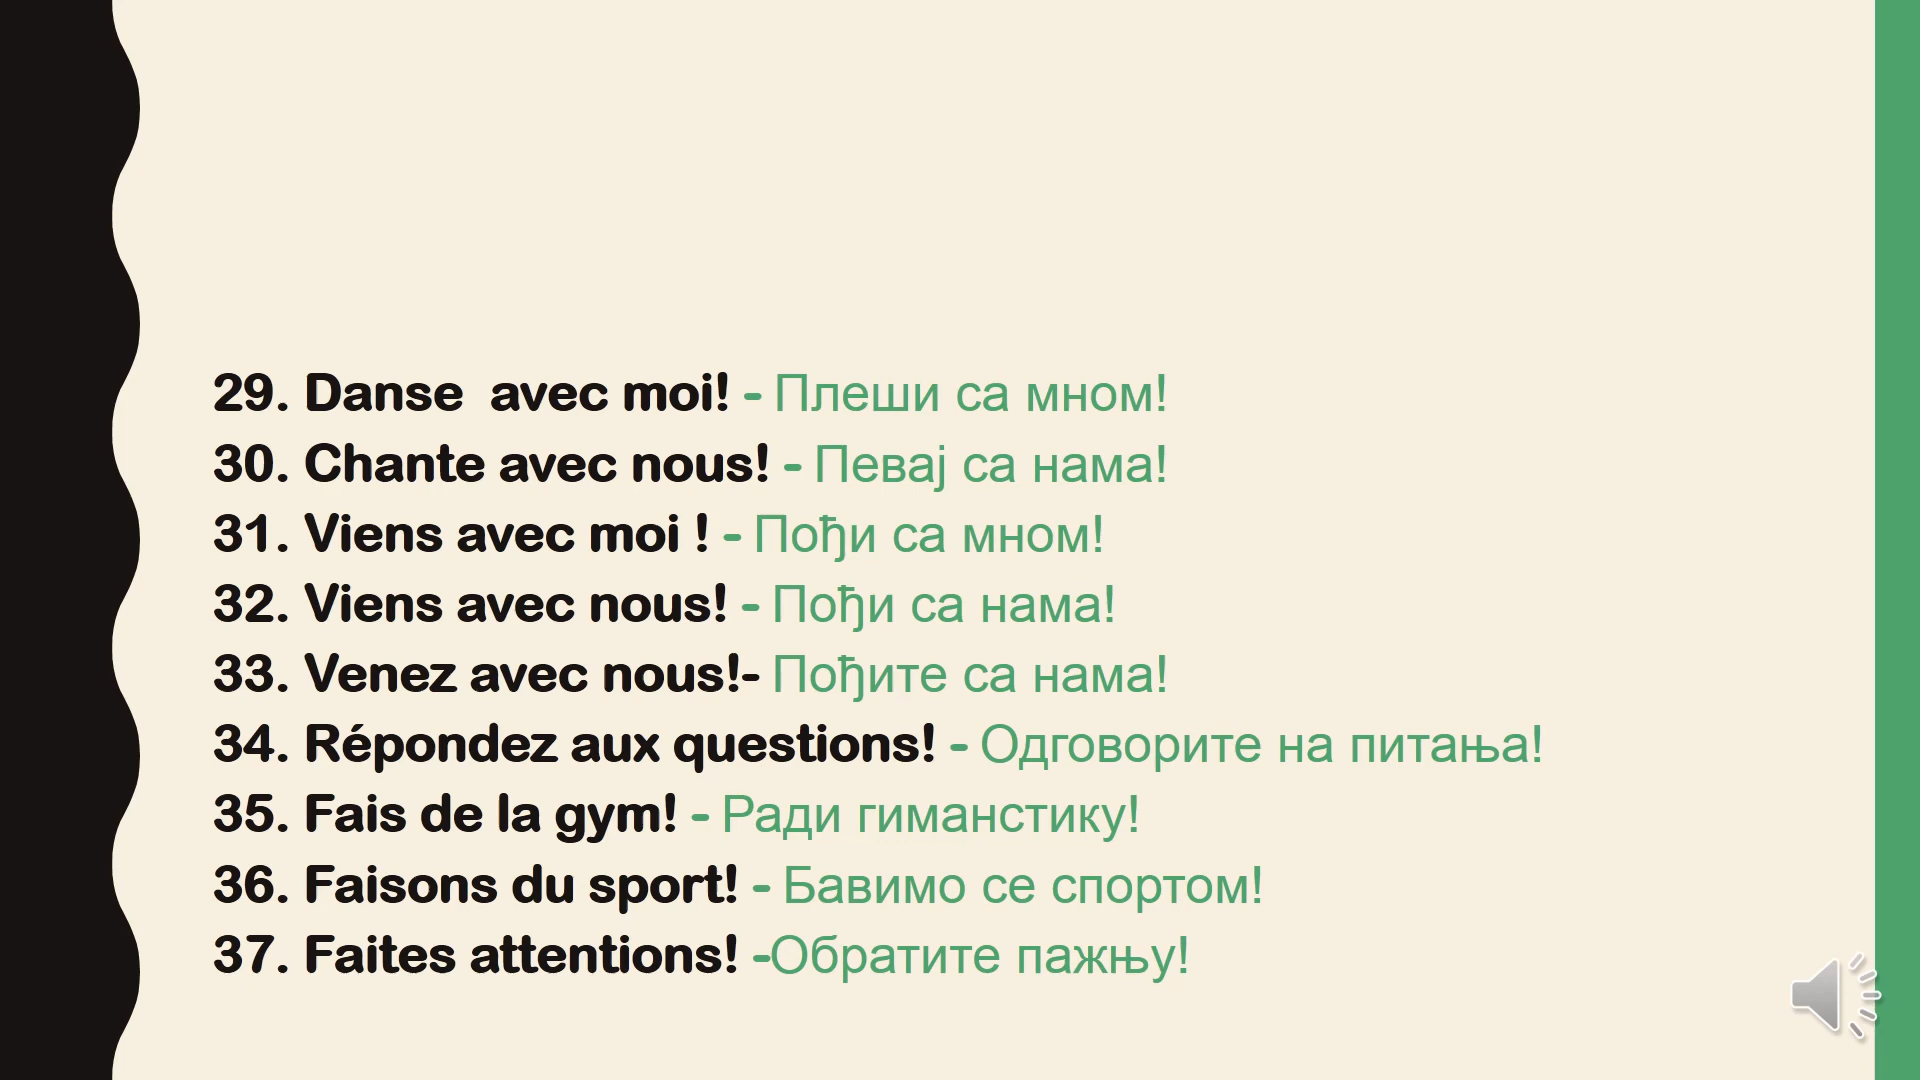 29. Danse  avec moi! - Плеши са мном!
30. Chante avec nous! - Певај са нама!
31. Viens avec moi ! - Пођи са мном!
32. Viens avec nous! - Пођи са нама!
33. Venez avec nous!- Пођите са нама!
34. Répondez aux questions! - Одговорите на питања!
35. Fais de la gym! - Ради гиманстику!
36. Faisons du sport! - Бавимо се спортом!
37. Faites attentions! -Обратите пажњу!